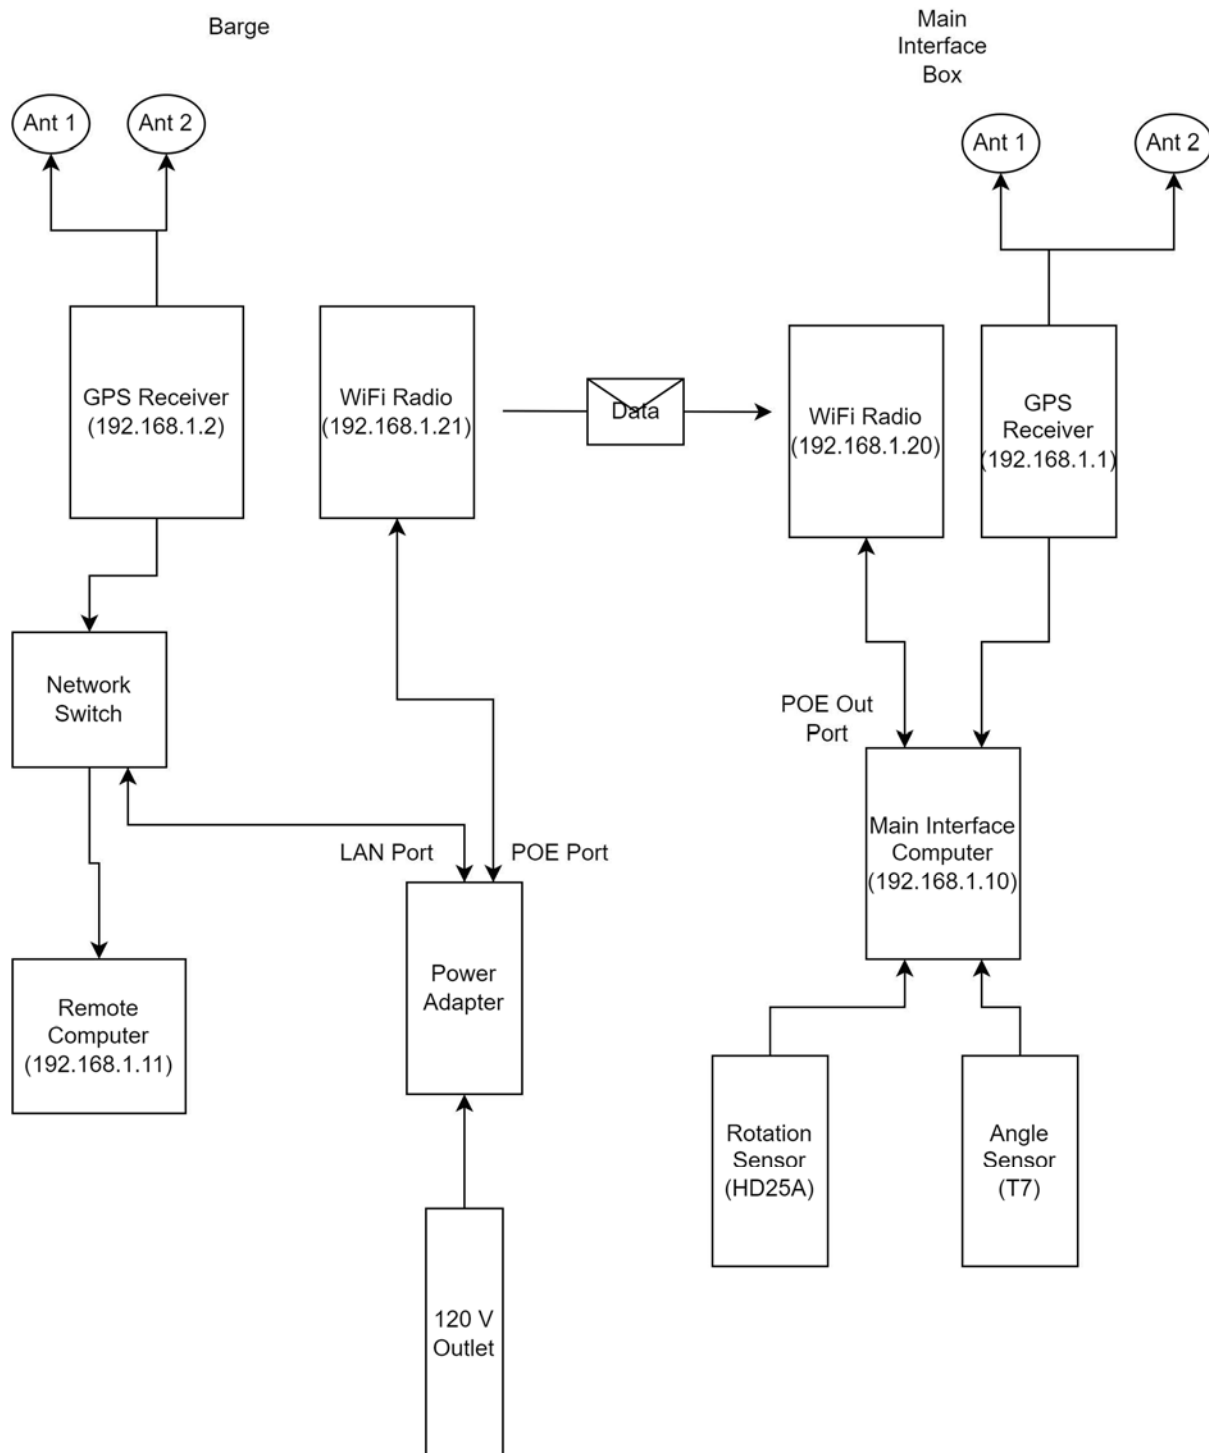 Barge
Main
Interface
Box
Ant 1
Ant 2
Ant 1
Ant 2
GPS Receiver
(192.168.1.2)
WiFi Radio
(192.168.1.21)
Data
WiFi Radio
(192.168.1.20)
GPS
Receiver
(192.168.1.1)
Network
Switch
POE Out
Port
LAN Port
POE Port
Main Interface
Computer
(192.168.1.10)
Remote
Computer
(192.168.1.11)
Power
Adapter
Rotation
Sensor
(HD25A)
Angle
Sensor
(T7)
120 V
Outlet